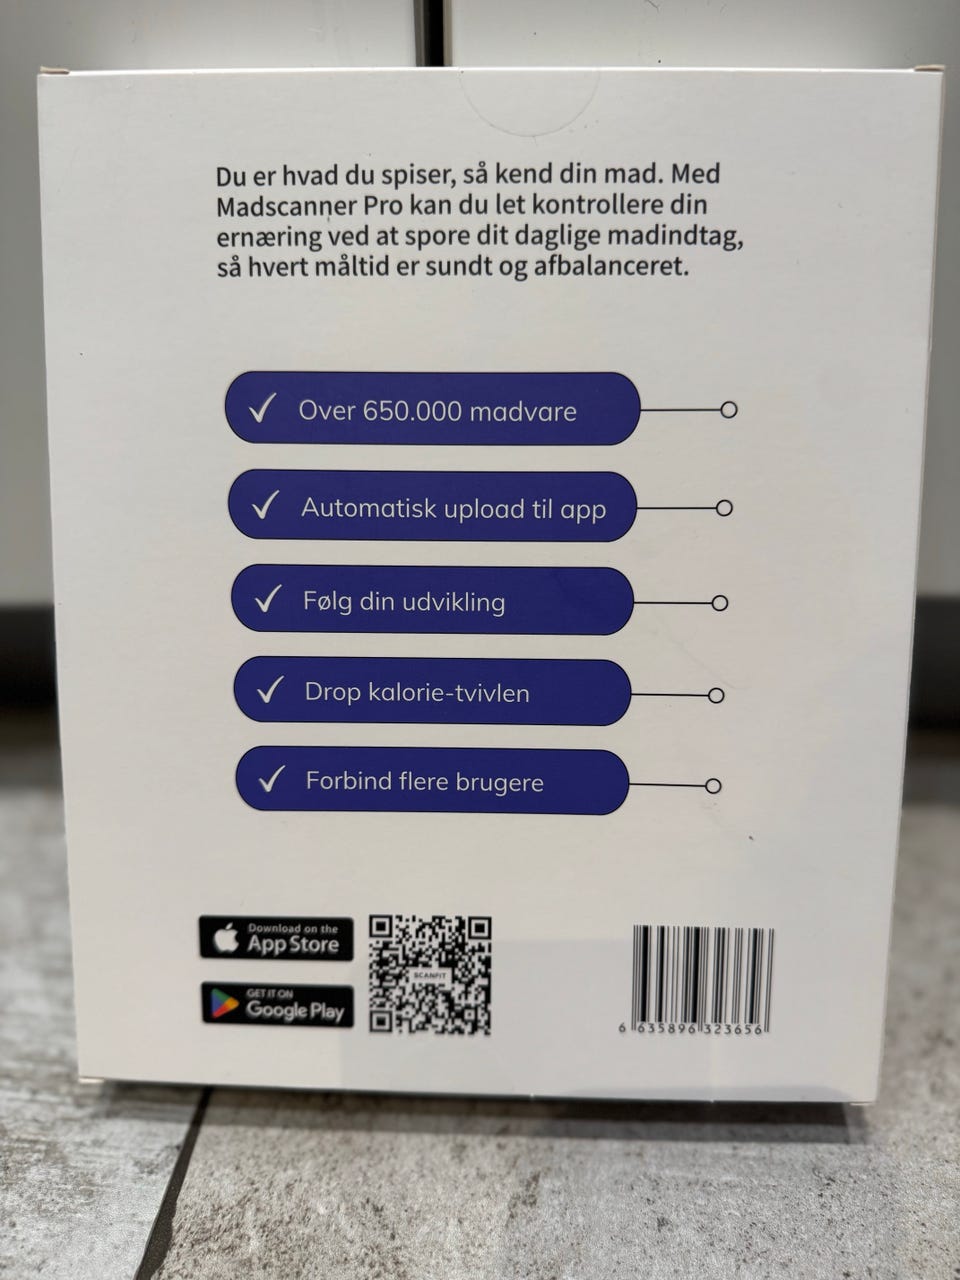 Du er hvad du spiser, så kend din mad. Med
Madscanner Pro kan du let kontrollere din
ernæring ved at spore dit daglige madindtag,
så hvert måltid er sundt og afbalanceret.
Over 650.000 madvare
Automatisk upload til app
Følg din udvikling
Drop kalorie-tvivlen
Forbind flere brugere
Download on the
App Store
GET IT ON
Google Play
SCANFIT
6 635896 323656